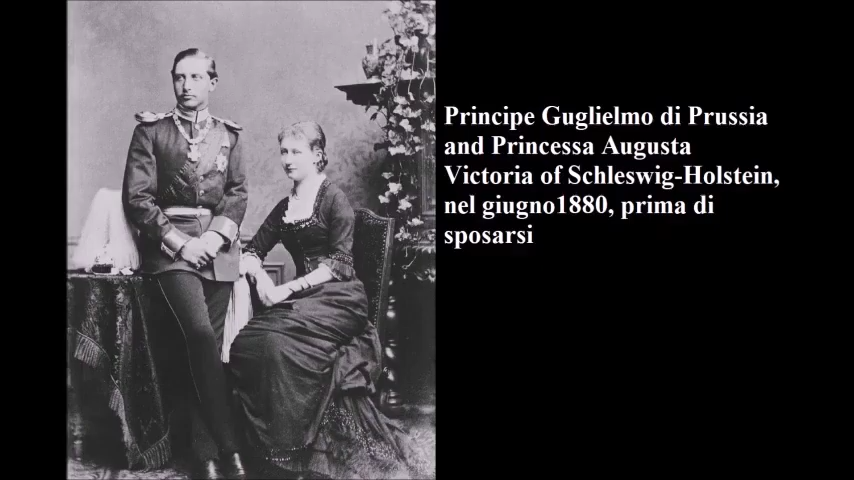 Principe Guglielmo di Prussia
and Principessa Augusta
Victoria of Schleswig-Holstein,
nel giugno1880, prima di
sposarsi